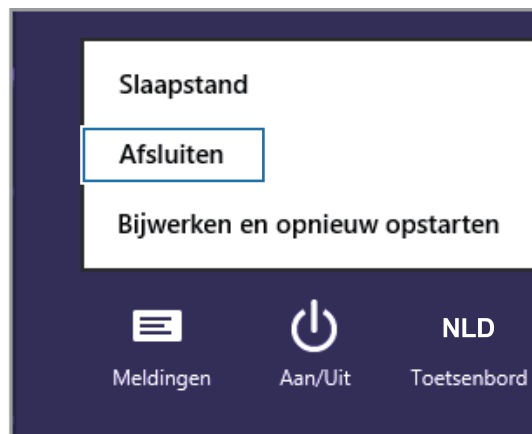 Slaapstand
Afsluiten
Bijwerken en opnieuw opstarten
NLD
Meldingen Aan/Uit Toetsenbord